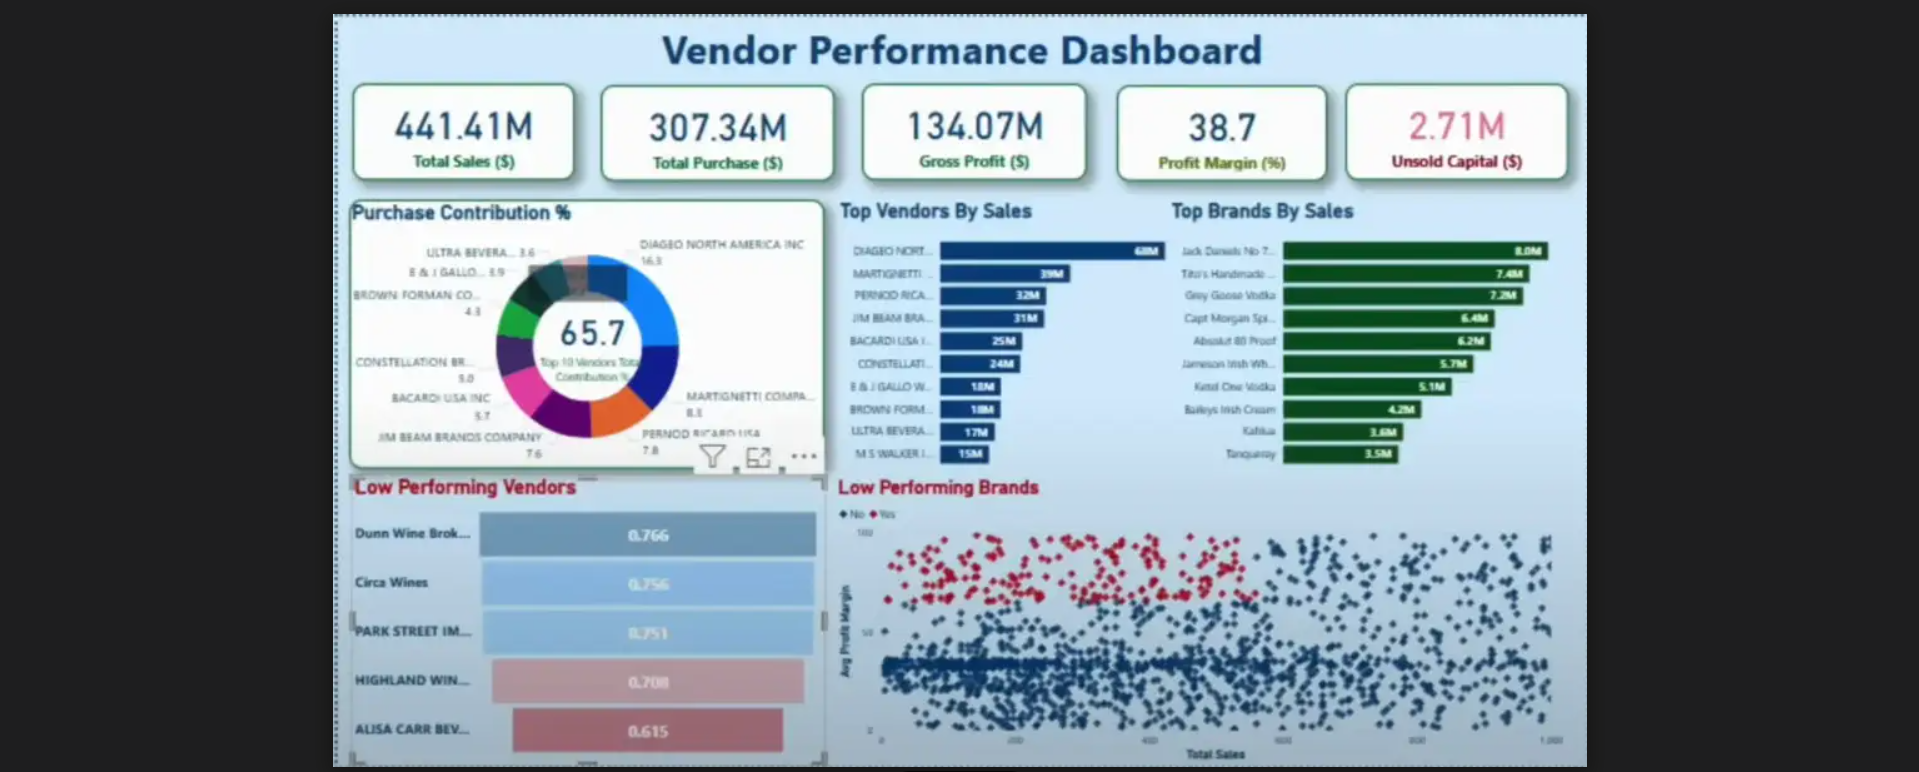 Vendor Performance Dashboard
441.41M
Total Sales ($)
307.34M
Total Purchase ($)
134.07M
Gross Profit ($)
38.7
Profit Margin (%)
2.71M
Unsold Capital ($)
Purchase Contribution %
ULTRA BEVERA... 3.6
E & J GALLO... 3.9
BROWN FORMAN CO...
4.3
CONSTELLATION BR...
5.0
BACARDI USA INC
5.7
JIM BEAM BRANDS COMPANY
7.6
DIAGEO NORTH AMERICA INC
16.3
MARTIGNETTI COMPA...
8.3
PERNOD RICARD USA
7.8
65.7
Top 10 Vendors Total
Contribution %
Top Vendors By Sales
DIAGEO NORT... 68M
MARTIGNETTI ... 39M
PERNOD RICA... 32M
JIM BEAM BRA... 31M
BACARDI USA I... 25M
CONSTELLATI... 24M
E & J GALLO W... 18M
BROWN FORM... 18M
ULTRA BEVERA... 17M
M S WALKER I... 15M
Top Brands By Sales
Jack Daniels No 7... 8.0M
Tito's Handmade ... 7.4M
Grey Goose Vodka 7.2M
Capt Morgan Spi... 6.4M
Absolut 80 Proof 6.2M
Jameson Irish Wh... 5.7M
Ketel One Vodka 5.1M
Baileys Irish Cream 4.2M
Kahlua 3.6M
Tanqueray 3.5M
Low Performing Vendors
Dunn Wine Brok... 0.766
Circa Wines 0.756
PARK STREET IM... 0.751
HIGHLAND WIN... 0.708
ALISA CARR BEV... 0.615
Low Performing Brands
No Yes
100
50
0
Avg Profit Margin
0 200 400 600 800 1,000
Total Sales